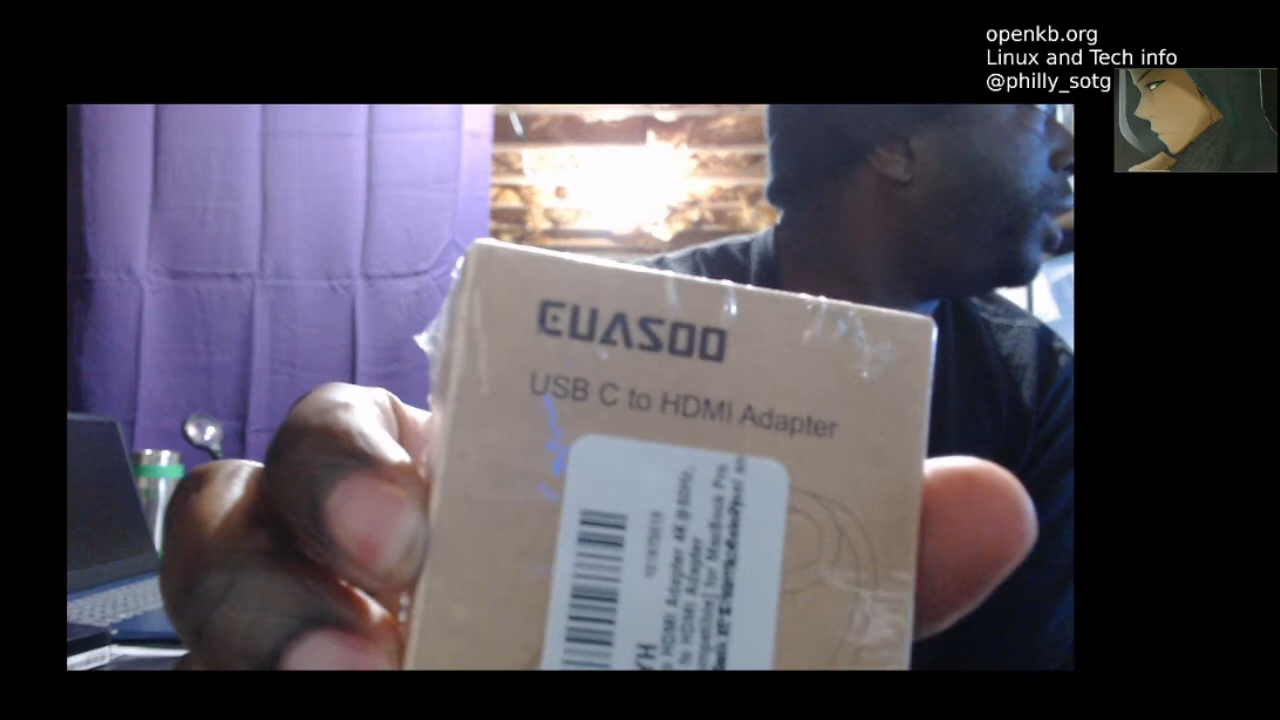 openkb.org
Linux and Tech info
@philly_sotg
EUASOO
USB C to HDMI Adapter
HDMI Adapter 4K @ 60Hz,
to HDMI Adapter
for MacBook Pro